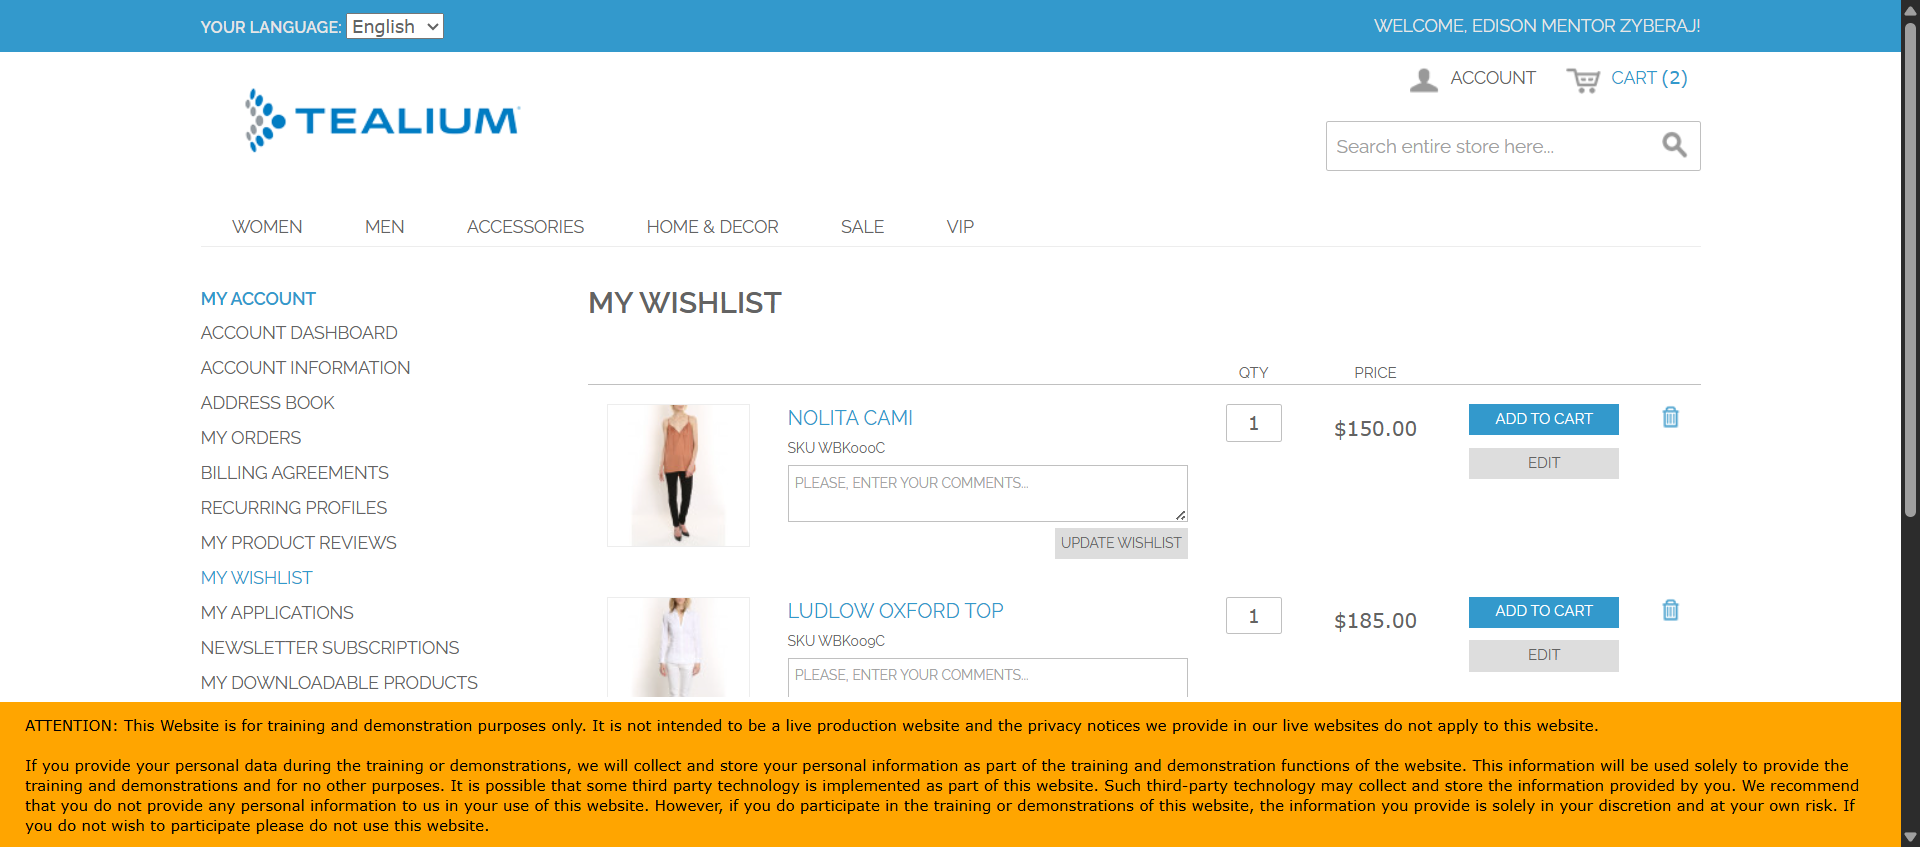 YOUR LANGUAGE: English
WELCOME, EDISON MENTOR ZYBERAJ!
ACCOUNT
CART (2)
TEALIUM
Search entire store here...
WOMEN MEN ACCESSORIES HOME & DECOR SALE VIP
MY ACCOUNT
ACCOUNT DASHBOARD
ACCOUNT INFORMATION
ADDRESS BOOK
MY ORDERS
BILLING AGREEMENTS
RECURRING PROFILES
MY PRODUCT REVIEWS
MY WISHLIST
MY APPLICATIONS
NEWSLETTER SUBSCRIPTIONS
MY DOWNLOADABLE PRODUCTS
MY WISHLIST
QTY PRICE
NOLITA CAMI
SKU WBK000C
PLEASE, ENTER YOUR COMMENTS...
UPDATE WISHLIST
1
$150.00
ADD TO CART
EDIT
LUDLOW OXFORD TOP
SKU WBK009C
PLEASE, ENTER YOUR COMMENTS...
1
$185.00
ADD TO CART
EDIT
ATTENTION: This Website is for training and demonstration purposes only. It is not intended to be a live production website and the privacy notices we provide in our live websites do not apply to this website.
If you provide your personal data during the training or demonstrations, we will collect and store your personal information as part of the training and demonstration functions of the website. This information will be used solely to provide the
training and demonstrations and for no other purposes. It is possible that some third party technology is implemented as part of this website. Such third-party technology may collect and store the information provided by you. We recommend
that you do not provide any personal information to us in your use of this website. However, if you do participate in the training or demonstrations of this website, the information you provide is solely in your discretion and at your own risk. If
you do not wish to participate please do not use this website.